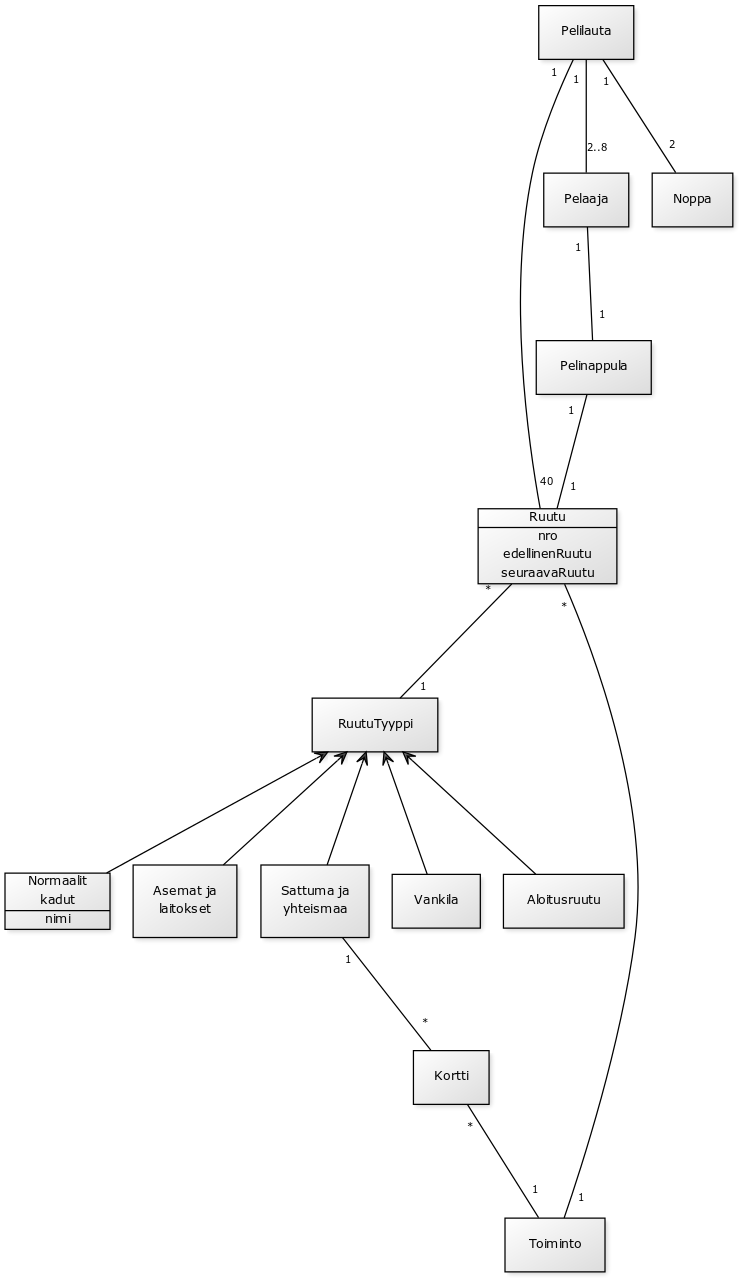 Pelilauta
1
1
1
2..8
2
Pelaaja
Noppa
1
1
Pelinappula
1
40
1
Ruutu
nro
edellinenRuutu
seuraavaRuutu
*
*
1
RuutuTyyppi
Normaalit
kadut
nimi
Asemat ja
laitokset
Sattuma ja
yhteismaa
Vankila
Aloitusruutu
1
*
Kortti
*
1
1
Toiminto